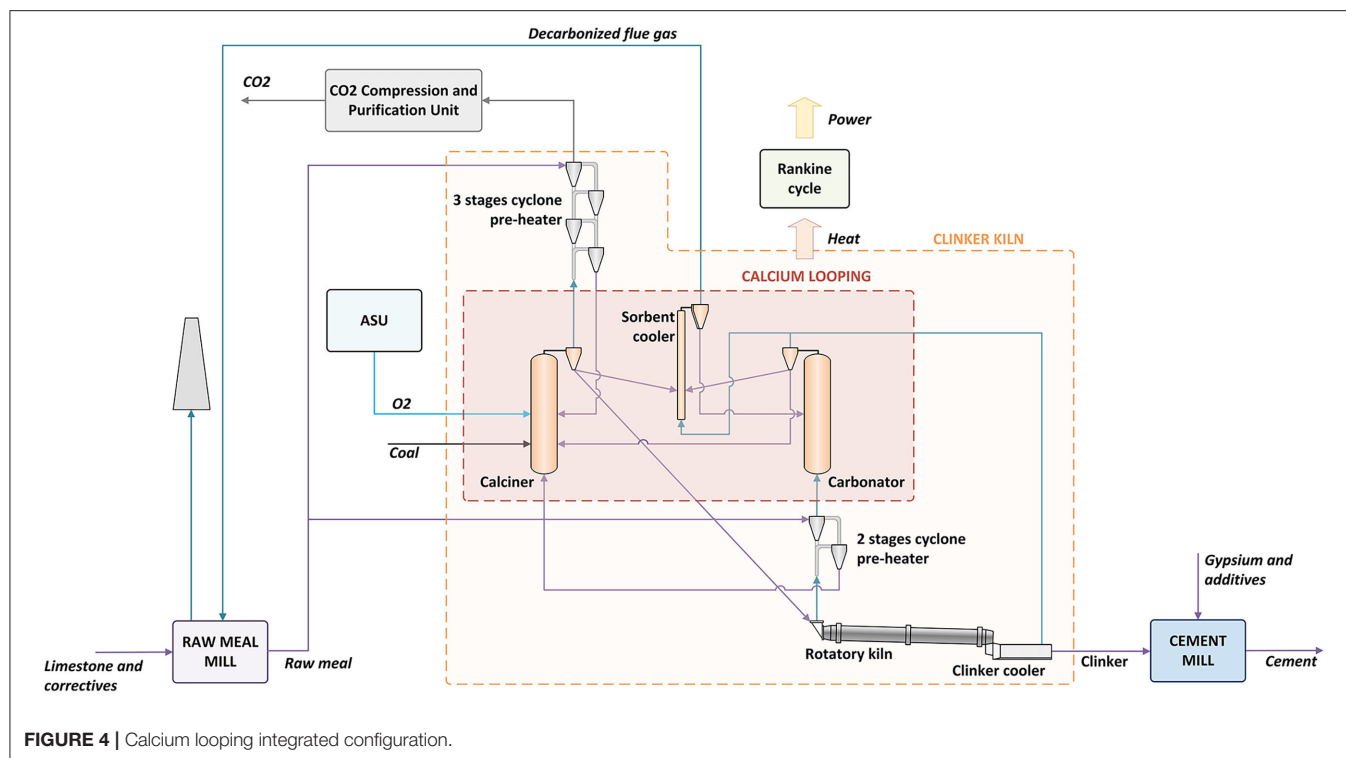 Decarbonized flue gas
CO2
CO2 Compression and
Purification Unit
Power
Rankine
cycle
3 stages cyclone
pre-heater
Heat
CLINKER KILN
CALCIUM LOOPING
ASU
Sorbent
cooler
O2
Coal
Calciner
Carbonator
2 stages cyclone
pre-heater
Gypsium and
additives
RAW MEAL
MILL
Limestone and
correctives
Raw meal
Rotatory kiln
Clinker cooler
Clinker
CEMENT
MILL
Cement
FIGURE 4 | Calcium looping integrated configuration.